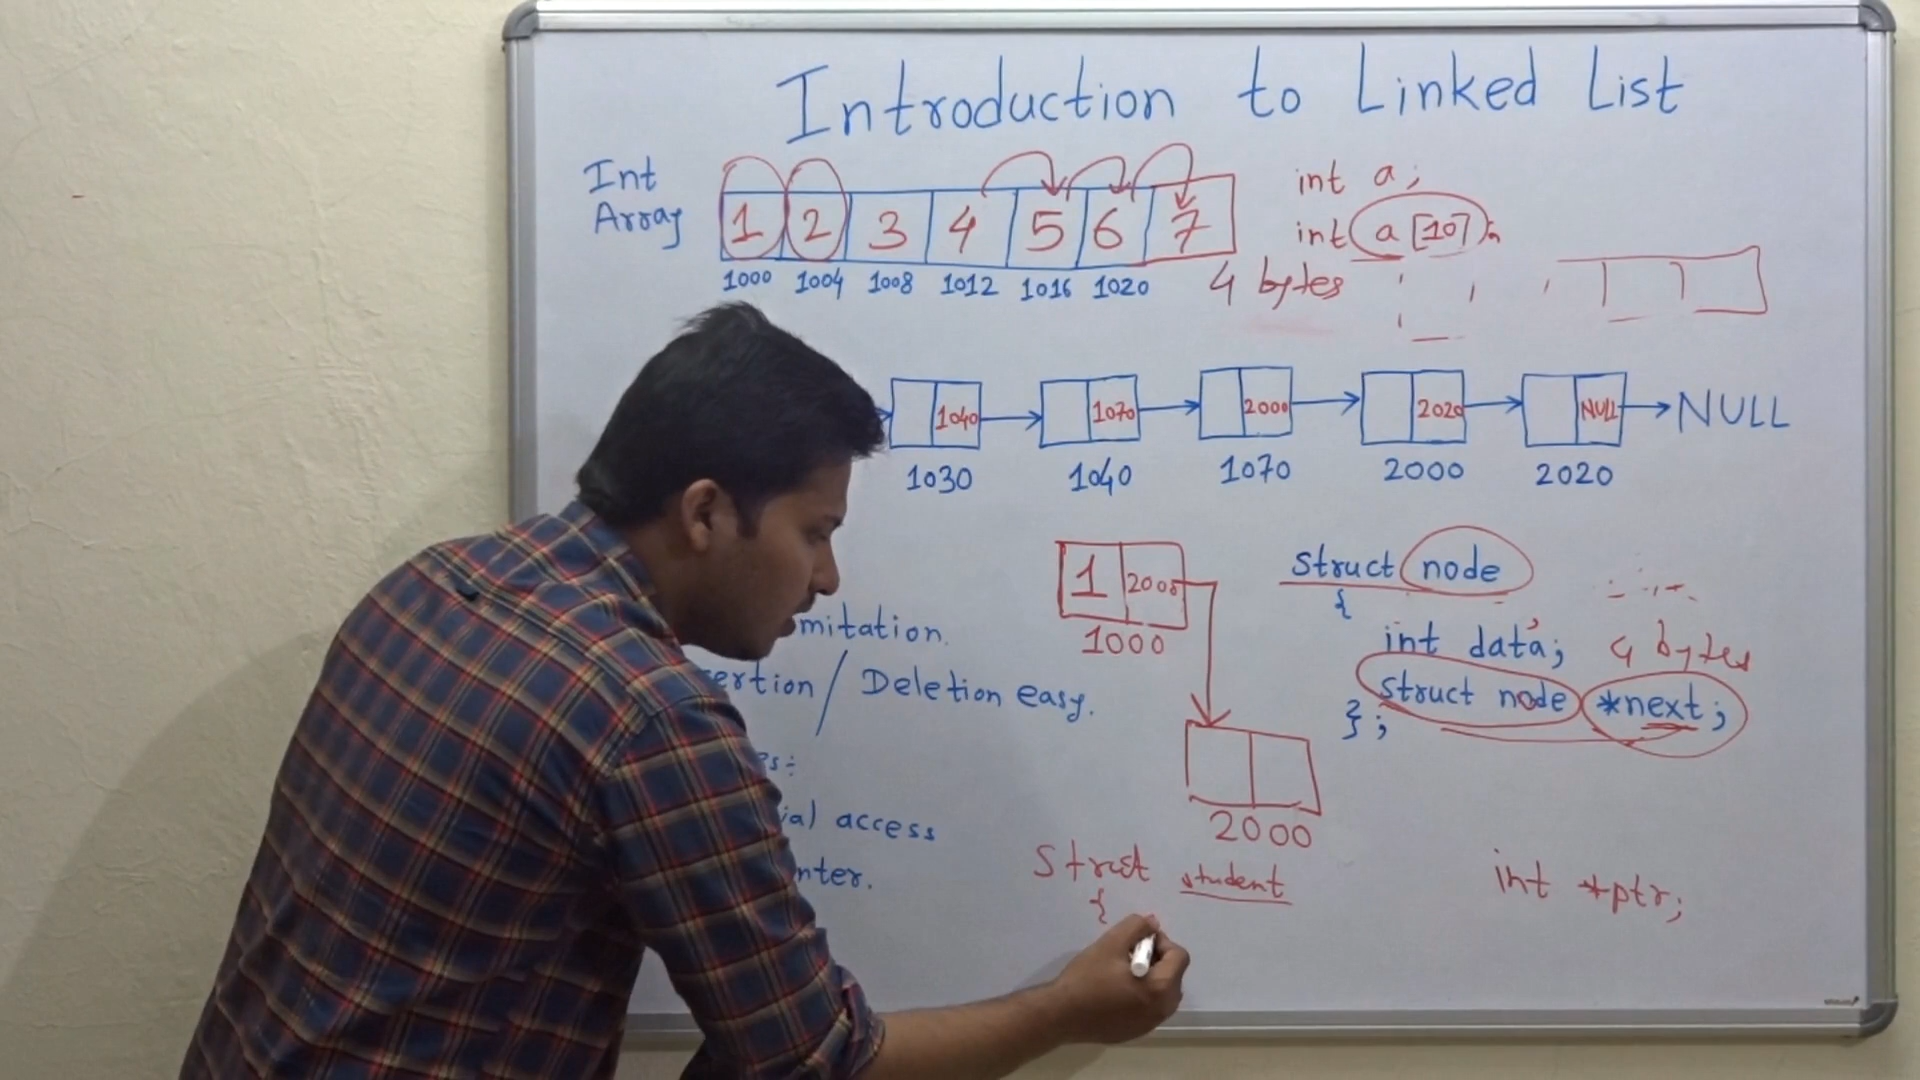 Introduction to Linked List
Int
Array
1 2 3 4 5 6 7
1000 1004 1008 1012 1016 1020
4 bytes
int a;
int a[10];
1040 1070 2000 2020 NULL NULL
1030 1040 1070 2000 2020
mitation.
ertion / Deletion easy.
s:
ial access
nter.
1 2000
1000
2000
struct node
{
int data; 4 bytes
struct node *next;
};
Struct student
{
int *ptr;